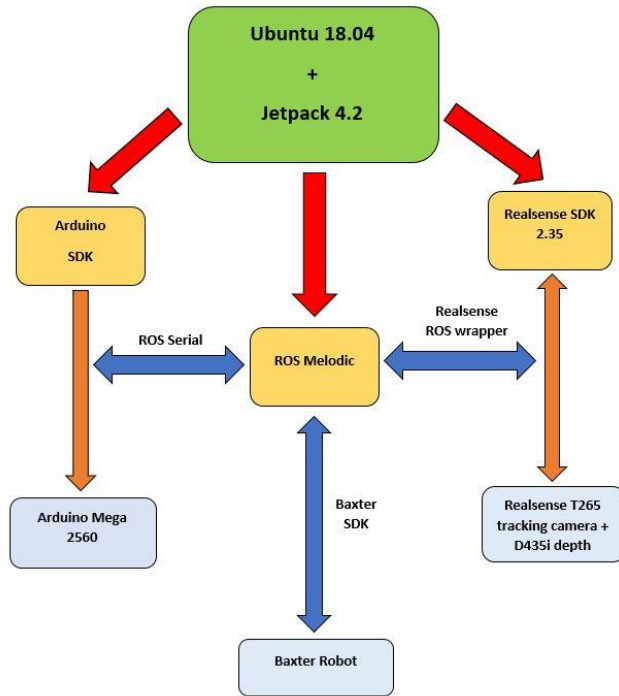 Ubuntu 18.04
+
Jetpack 4.2
Arduino
SDK
Realsense SDK
2.35
ROS Serial
ROS Melodic
Realsense
ROS wrapper
Arduino Mega
2560
Baxter
SDK
Realsense T265
tracking camera +
D435i depth
Baxter Robot